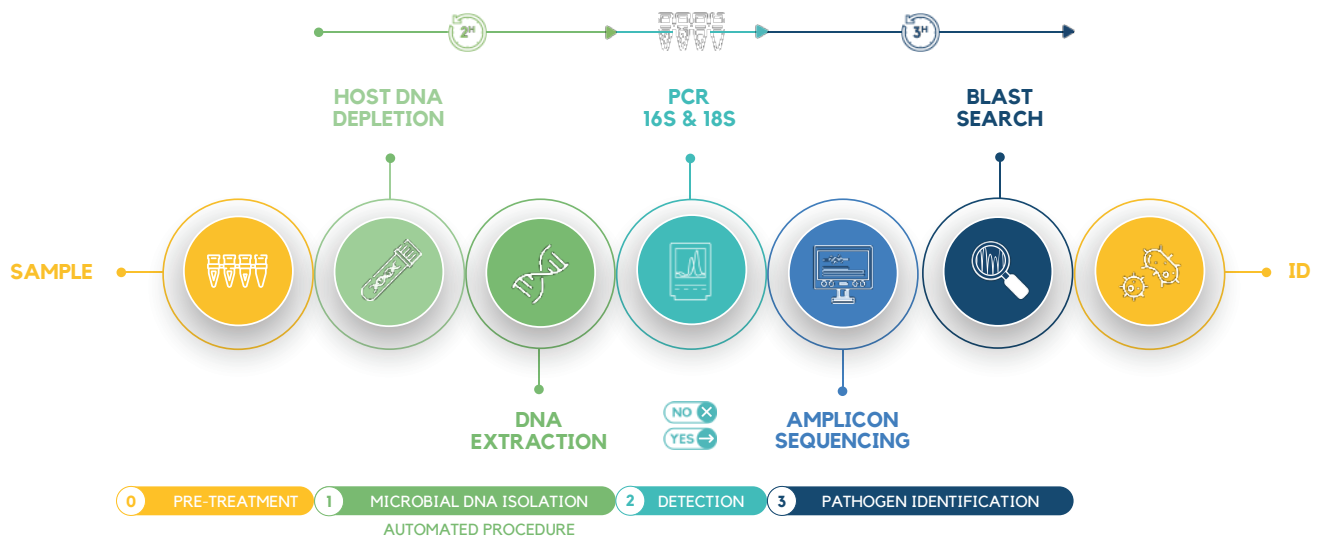 2H
3H
HOST DNA
DEPLETION
PCR
16S & 18S
BLAST
SEARCH
SAMPLE
ID
DNA
EXTRACTION
NO
YES
AMPLICON
SEQUENCING
0 PRE-TREATMENT
1 MICROBIAL DNA ISOLATION
2 DETECTION
3 PATHOGEN IDENTIFICATION
AUTOMATED PROCEDURE